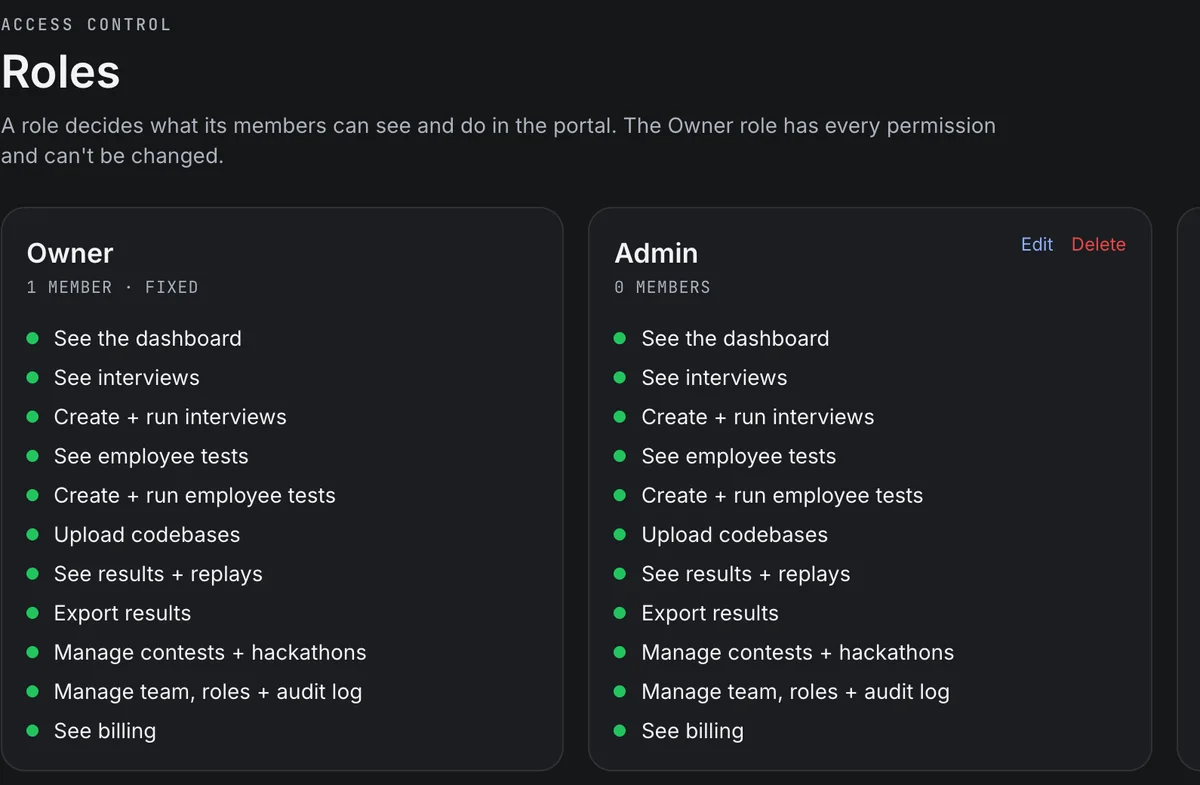 ACCESS CONTROL
Roles
A role decides what its members can see and do in the portal. The Owner role has every permission
and can't be changed.
Owner
1 MEMBER · FIXED
See the dashboard
See interviews
Create + run interviews
See employee tests
Create + run employee tests
Upload codebases
See results + replays
Export results
Manage contests + hackathons
Manage team, roles + audit log
See billing
Admin
Edit Delete
0 MEMBERS
See the dashboard
See interviews
Create + run interviews
See employee tests
Create + run employee tests
Upload codebases
See results + replays
Export results
Manage contests + hackathons
Manage team, roles + audit log
See billing